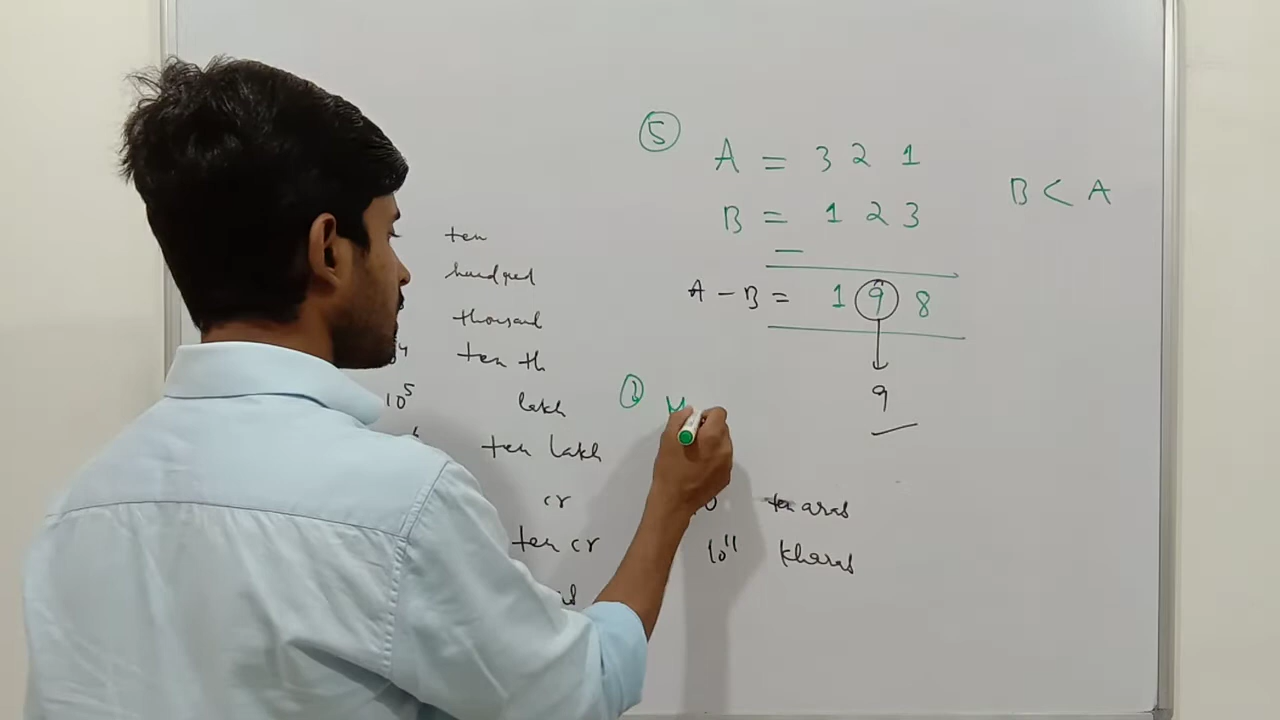 ⑤
A = 3 2 1
B = 1 2 3
B < A
—
A - B = 1 9 8
9
ten
hundred
thousand
4 ten th
10⁵ lakh
ten lakh
cr
ten cr
ten arab
10¹¹ kharab